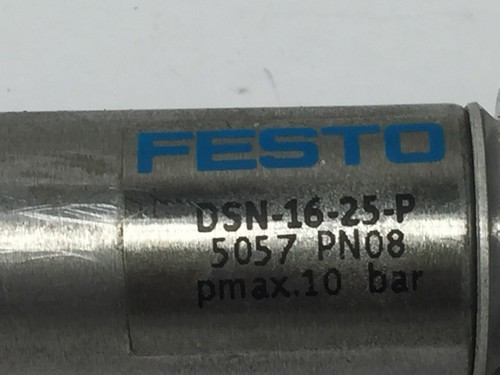 FESTO
DSN-16-25-P
5057 PN08
pmax.10 bar